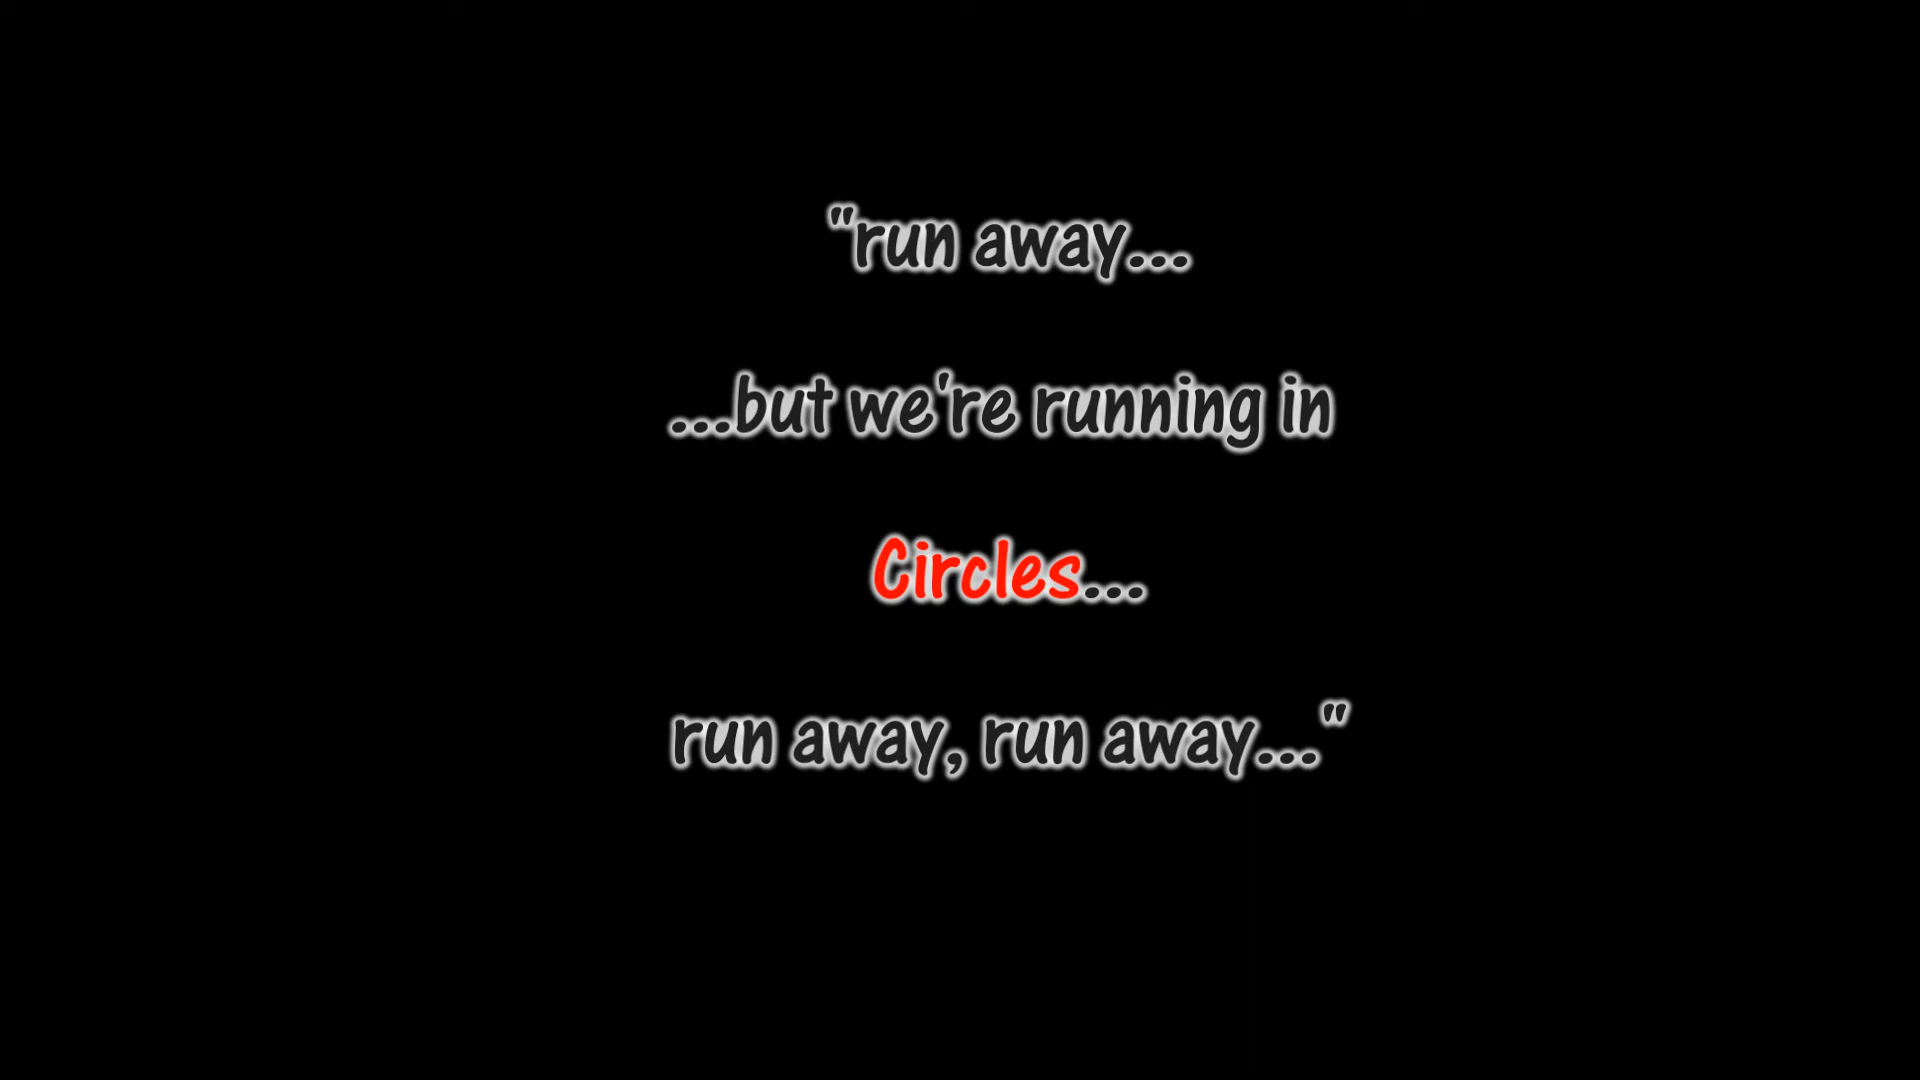 "run away...
...but we're running in
Circles...
run away, run away..."